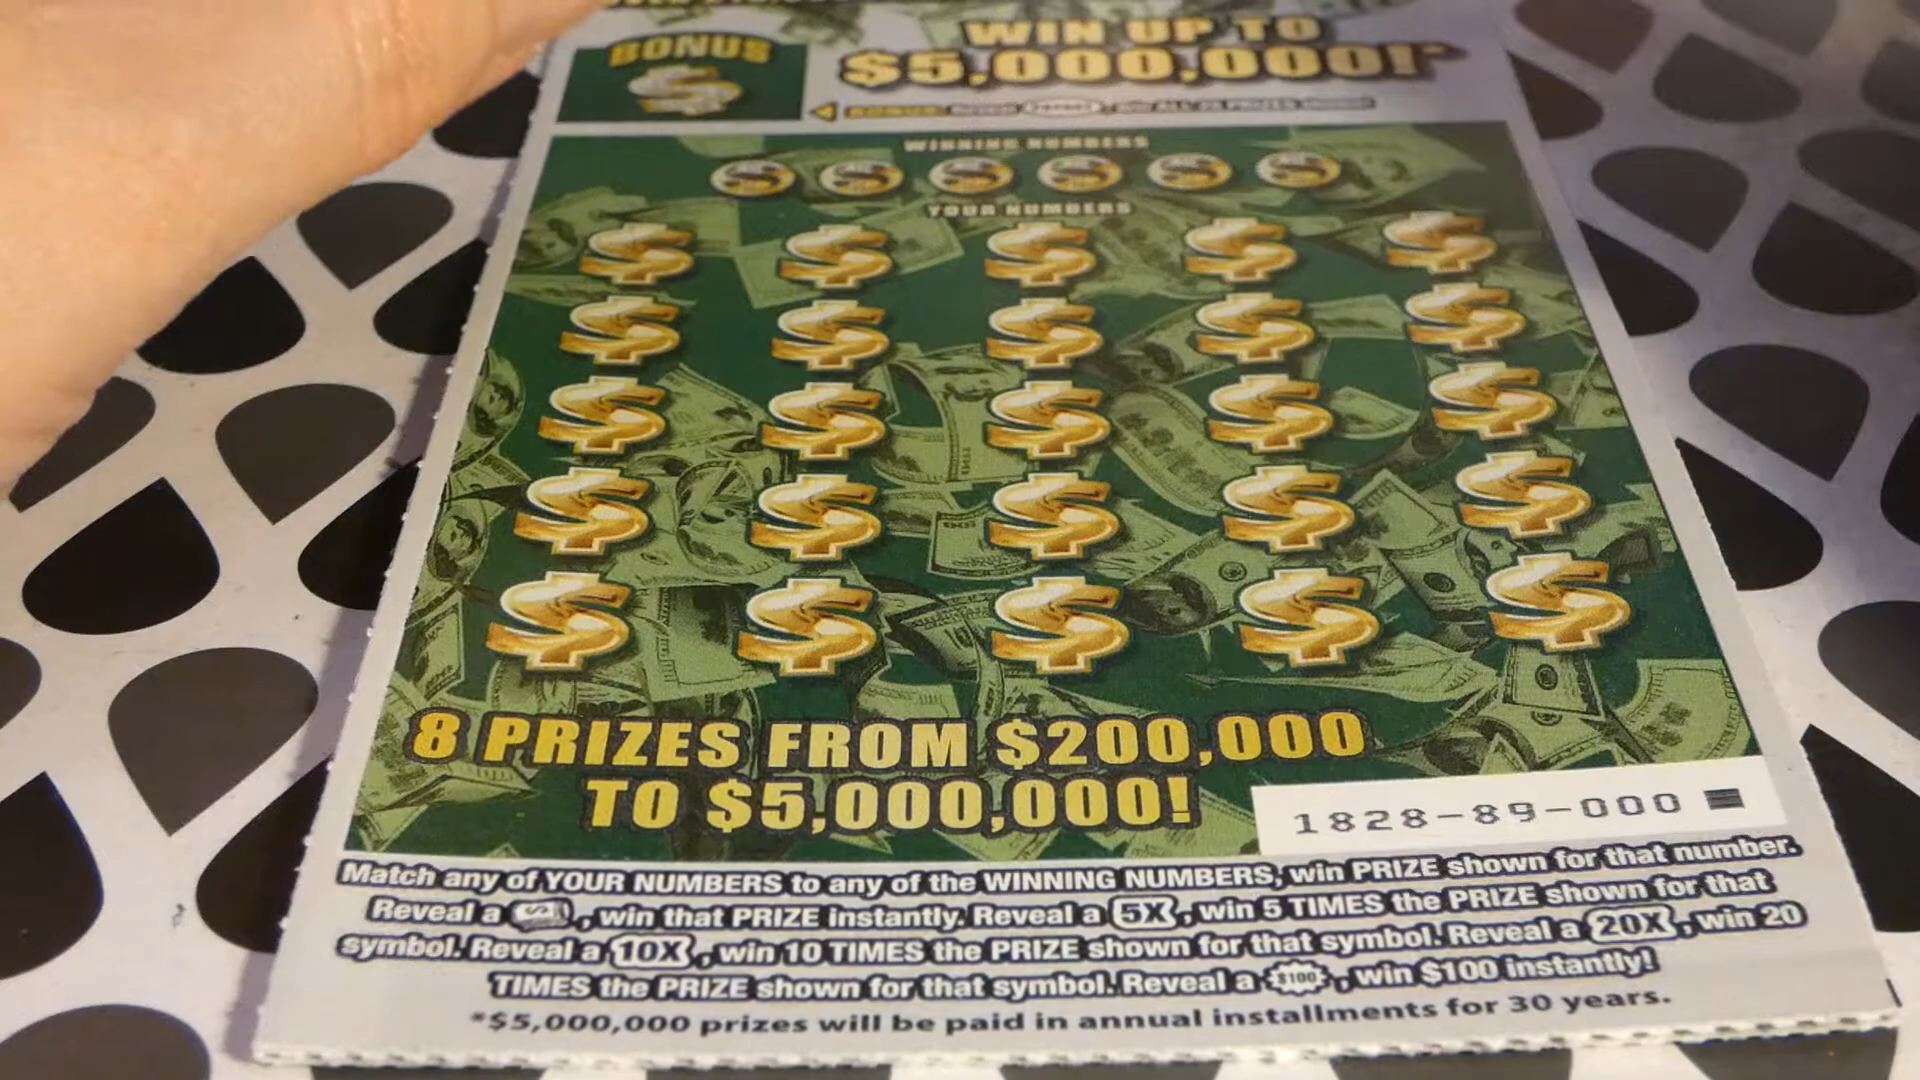 WIN UP TO
$5,000,000!*
BONUS
WINNING NUMBERS
YOUR NUMBERS
8 PRIZES FROM $200,000
TO $5,000,000!
1828-89-000
Match any of YOUR NUMBERS to any of the WINNING NUMBERS, win PRIZE shown for that number.
Reveal a , win that PRIZE instantly. Reveal a 5X, win 5 TIMES the PRIZE shown for that
symbol. Reveal a 10X, win 10 TIMES the PRIZE shown for that symbol. Reveal a 20X, win 20
TIMES the PRIZE shown for that symbol. Reveal a $100, win $100 instantly!
*$5,000,000 prizes will be paid in annual installments for 30 years.